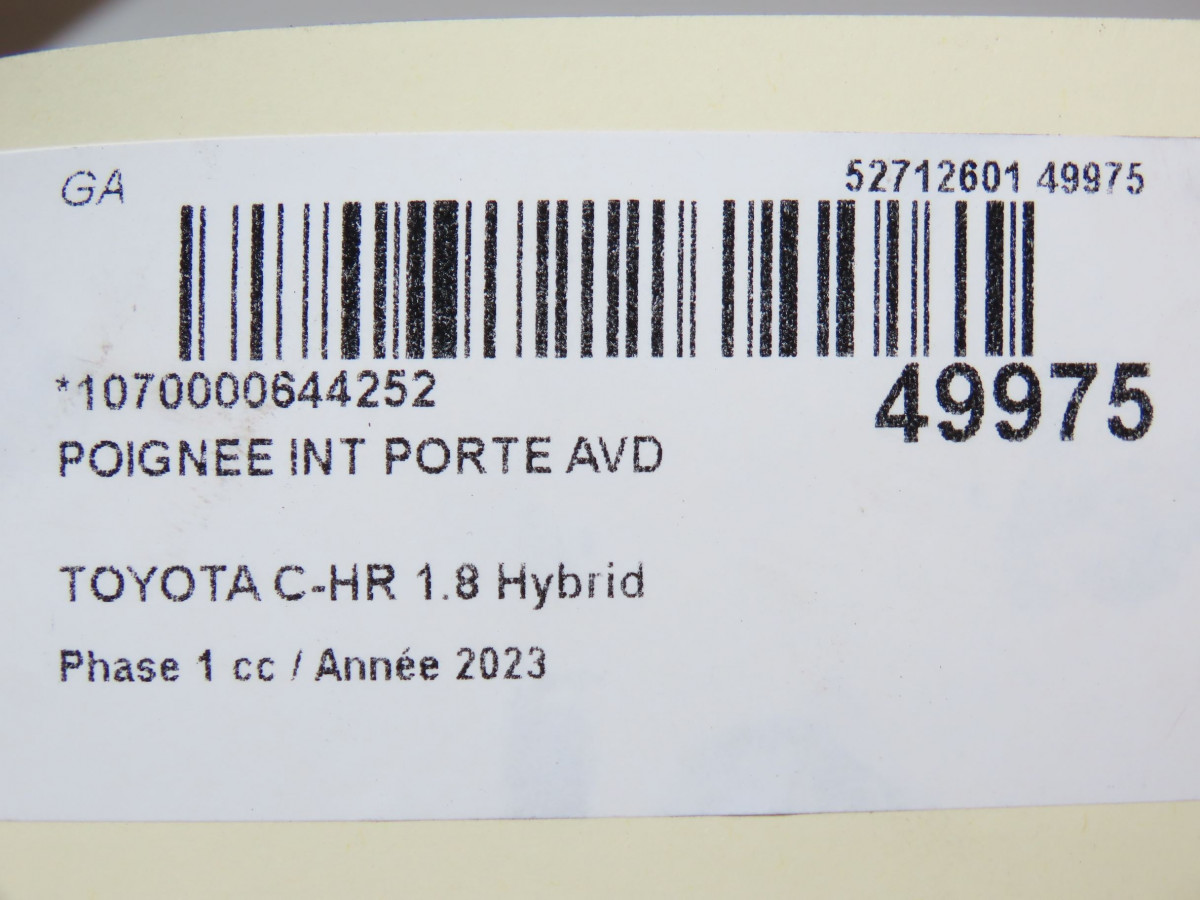 GA
52712601 49975
*1070000644252
49975
POIGNEE INT PORTE AVD
TOYOTA C-HR 1.8 Hybrid
Phase 1 cc / Année 2023